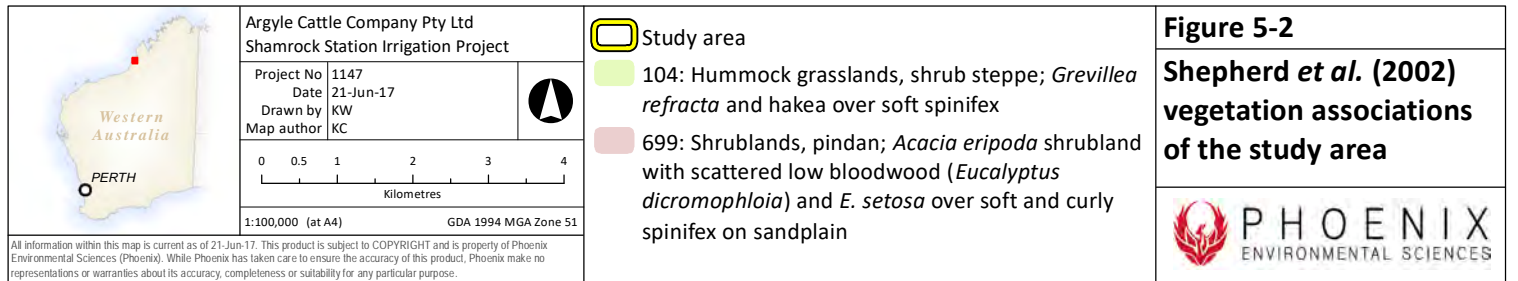 Western
Australia
PERTH
Argyle Cattle Company Pty Ltd
Shamrock Station Irrigation Project
Project No 1147
Date 21-Jun-17
Drawn by KW
Map author KC
0 0.5 1 2 3 4
Kilometres
1:100,000 (at A4) GDA 1994 MGA Zone 51
All information within this map is current as of 21-Jun-17. This product is subject to COPYRIGHT and is property of Phoenix
Environmental Sciences (Phoenix). While Phoenix has taken care to ensure the accuracy of this product, Phoenix make no
representations or warranties about its accuracy, completeness or suitability for any particular purpose.
Study area
104: Hummock grasslands, shrub steppe; Grevillea
refracta and hakea over soft spinifex
699: Shrublands, pindan; Acacia eripoda shrubland
with scattered low bloodwood (Eucalyptus
dicromophloia) and E. setosa over soft and curly
spinifex on sandplain
Figure 5-2
Shepherd et al. (2002)
vegetation associations
of the study area
PHOENIX
ENVIRONMENTAL SCIENCES